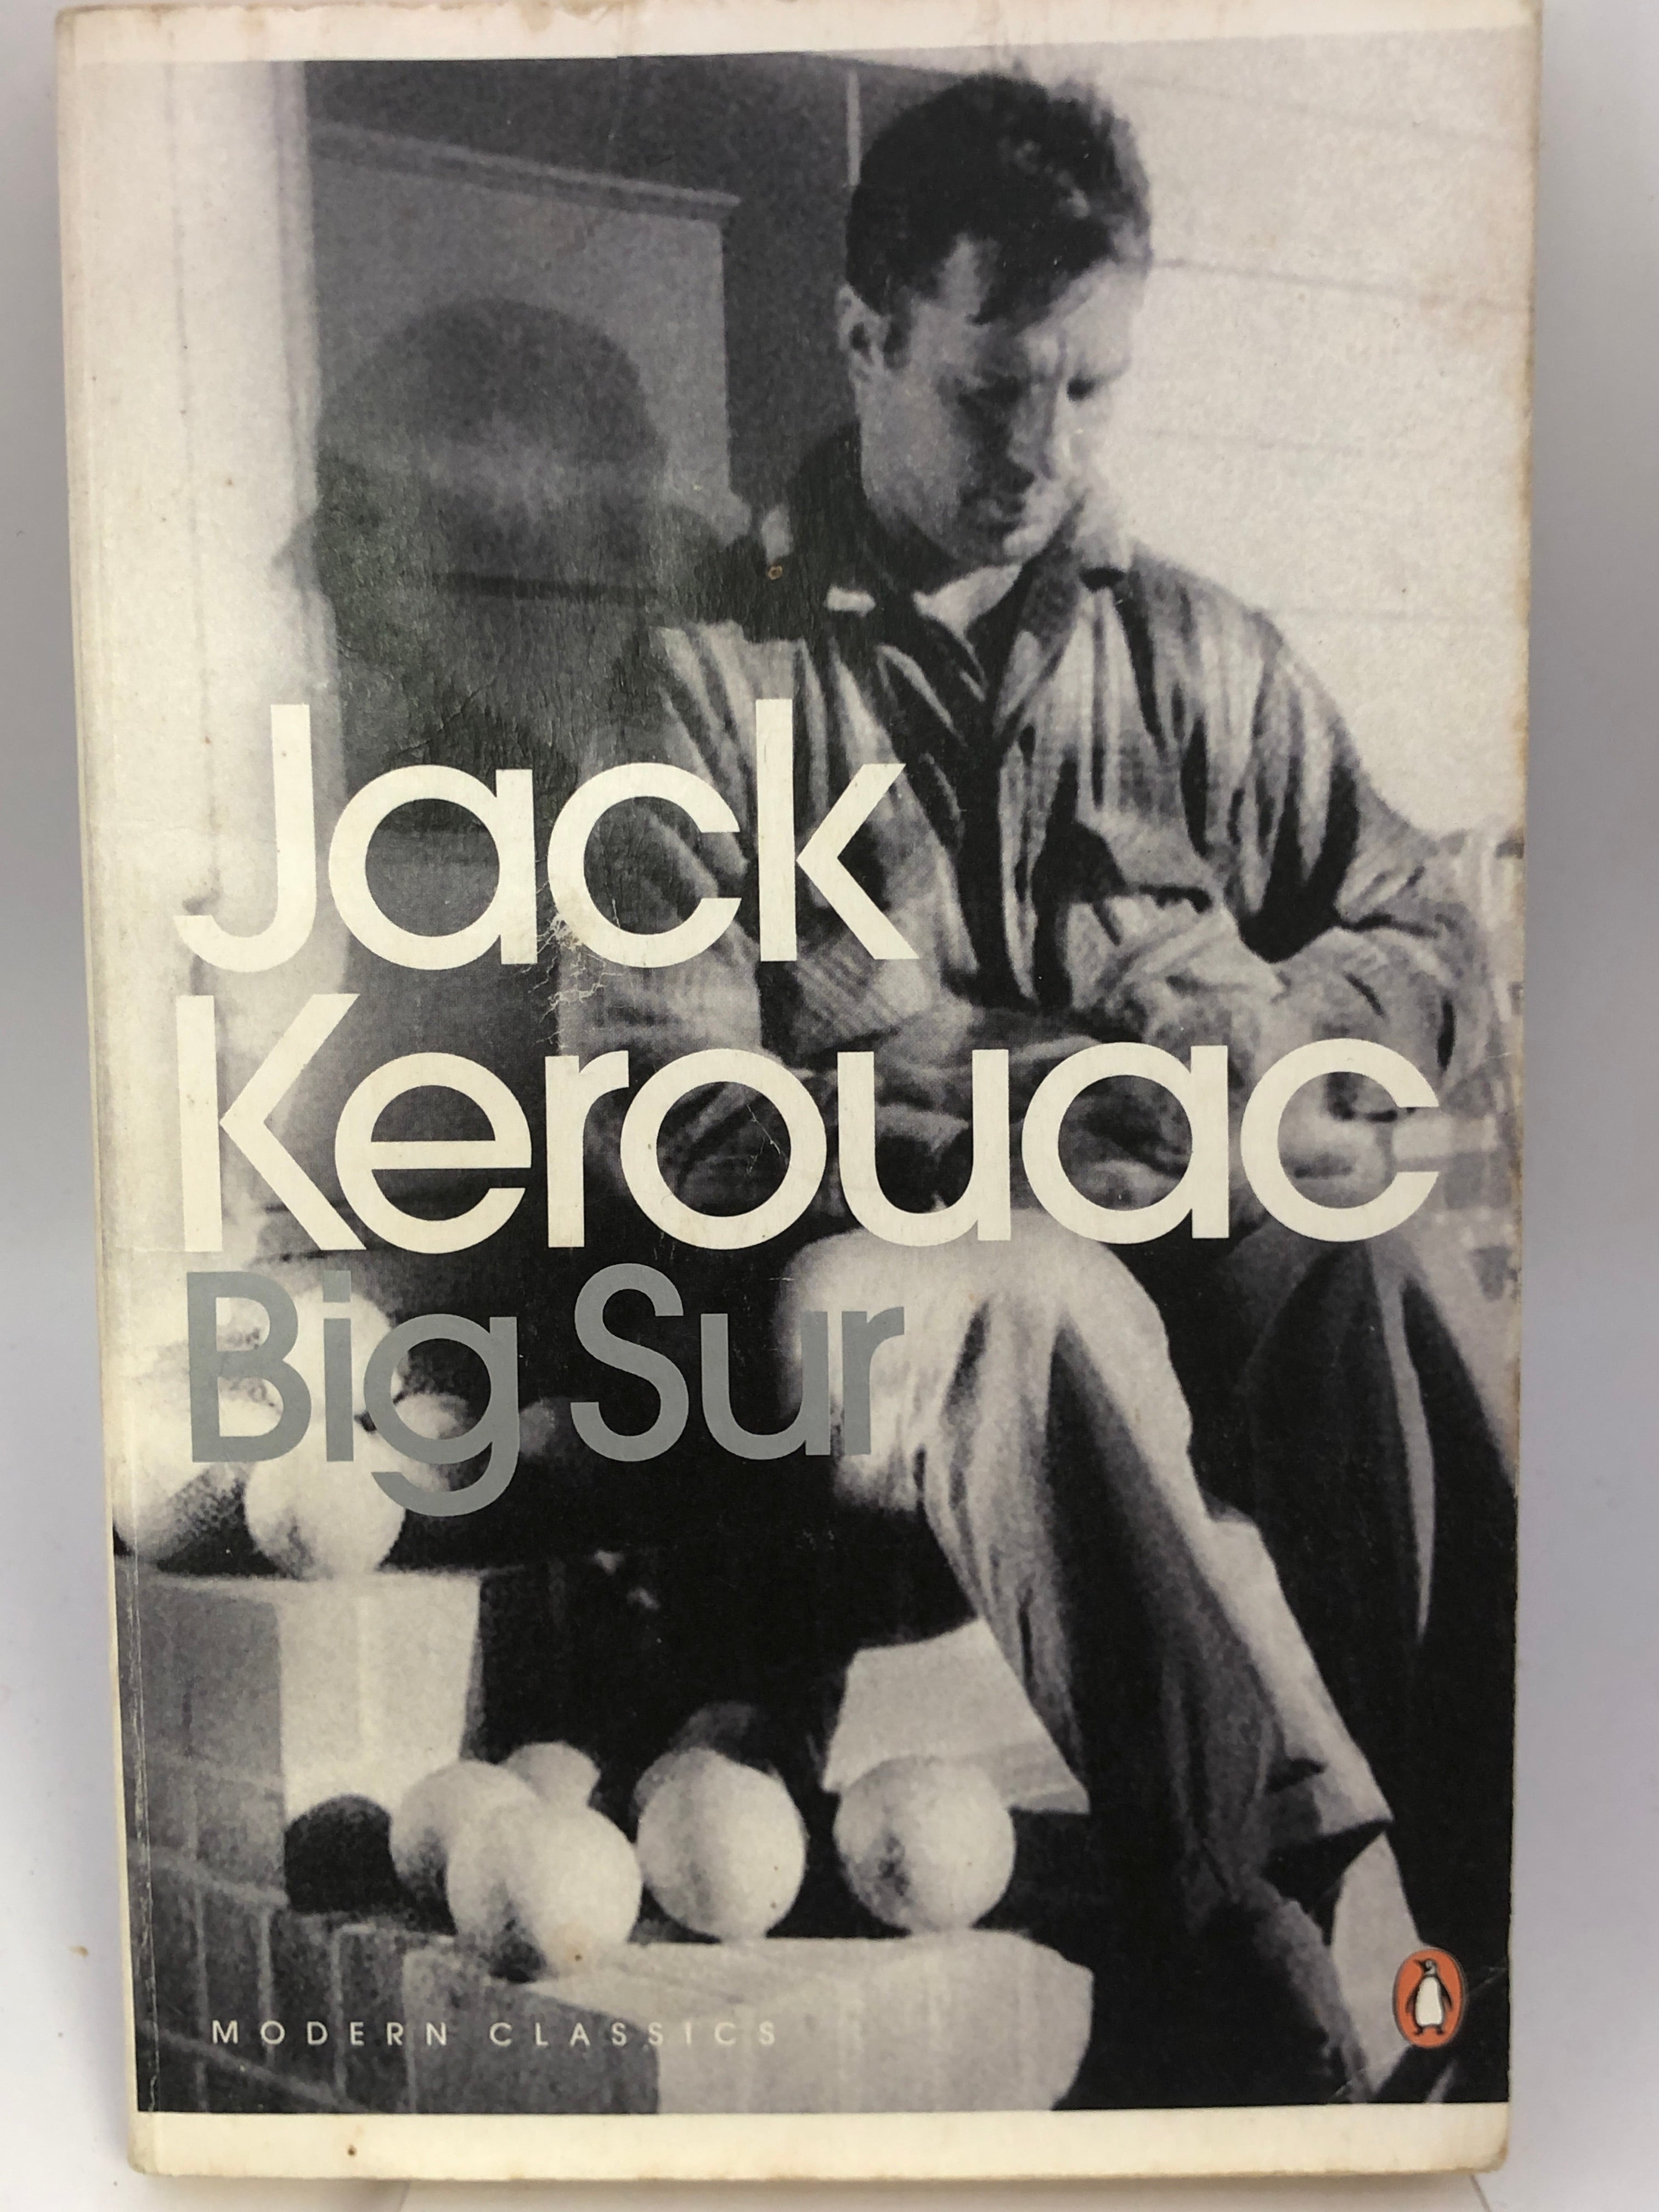 Jack
Kerouac
Big Sur
MODERN CLASSICS